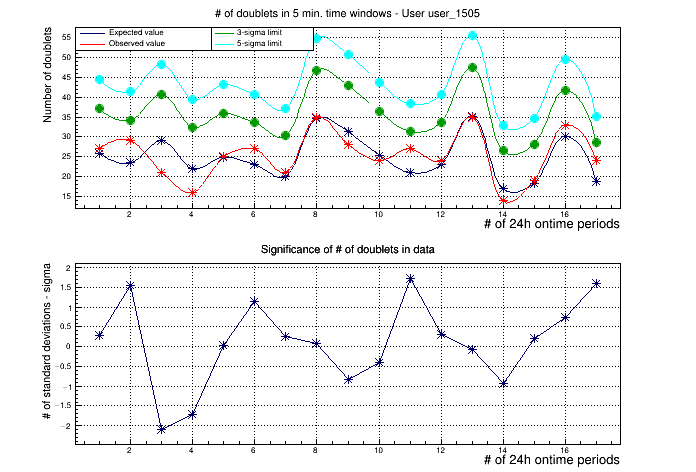 # of doublets in 5 min. time windows - User user_1505
Expected value
3-sigma limit
Observed value
5-sigma limit
Number of doublets
55
50
45
40
35
30
25
20
15
2 4 6 8 10 12 14 16
# of 24h ontime periods
Significance of # of doublets in data
# of standard deviations - sigma
2
1.5
1
0.5
0
−0.5
−1
−1.5
−2
2 4 6 8 10 12 14 16
# of 24h ontime periods